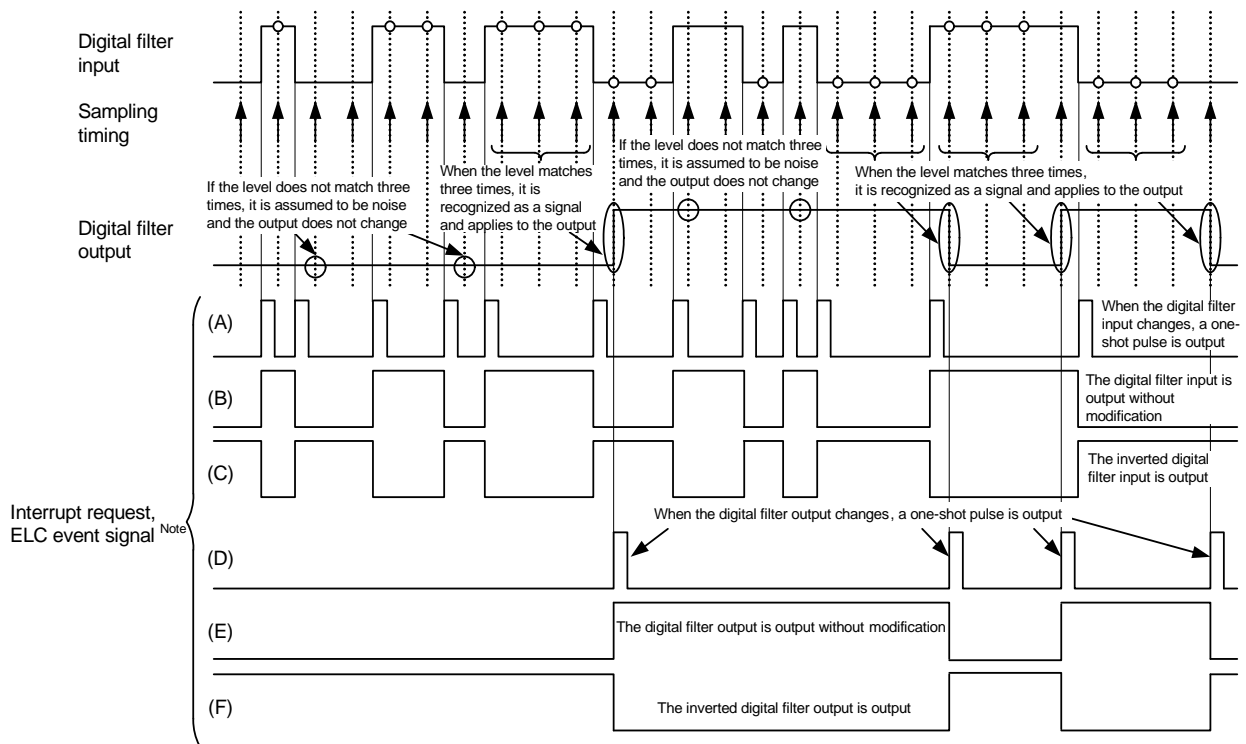 Digital filter
input
Sampling
timing
If the level does not match three
times, it is assumed to be noise
and the output does not change
When the level matches
three times, it is
recognized as a signal
and applies to the output
If the level does not match three
times, it is assumed to be noise
and the output does not change
When the level matches three times,
it is recognized as a signal and applies to the output
Digital filter
output
(A)
When the digital filter
input changes, a one-
shot pulse is output
(B)
The digital filter input is
output without
modification
(C)
The inverted digital
filter input is output
Interrupt request,
ELC event signal Note
When the digital filter output changes, a one-shot pulse is output
(D)
(E)
The digital filter output is output without modification
(F)
The inverted digital filter output is output